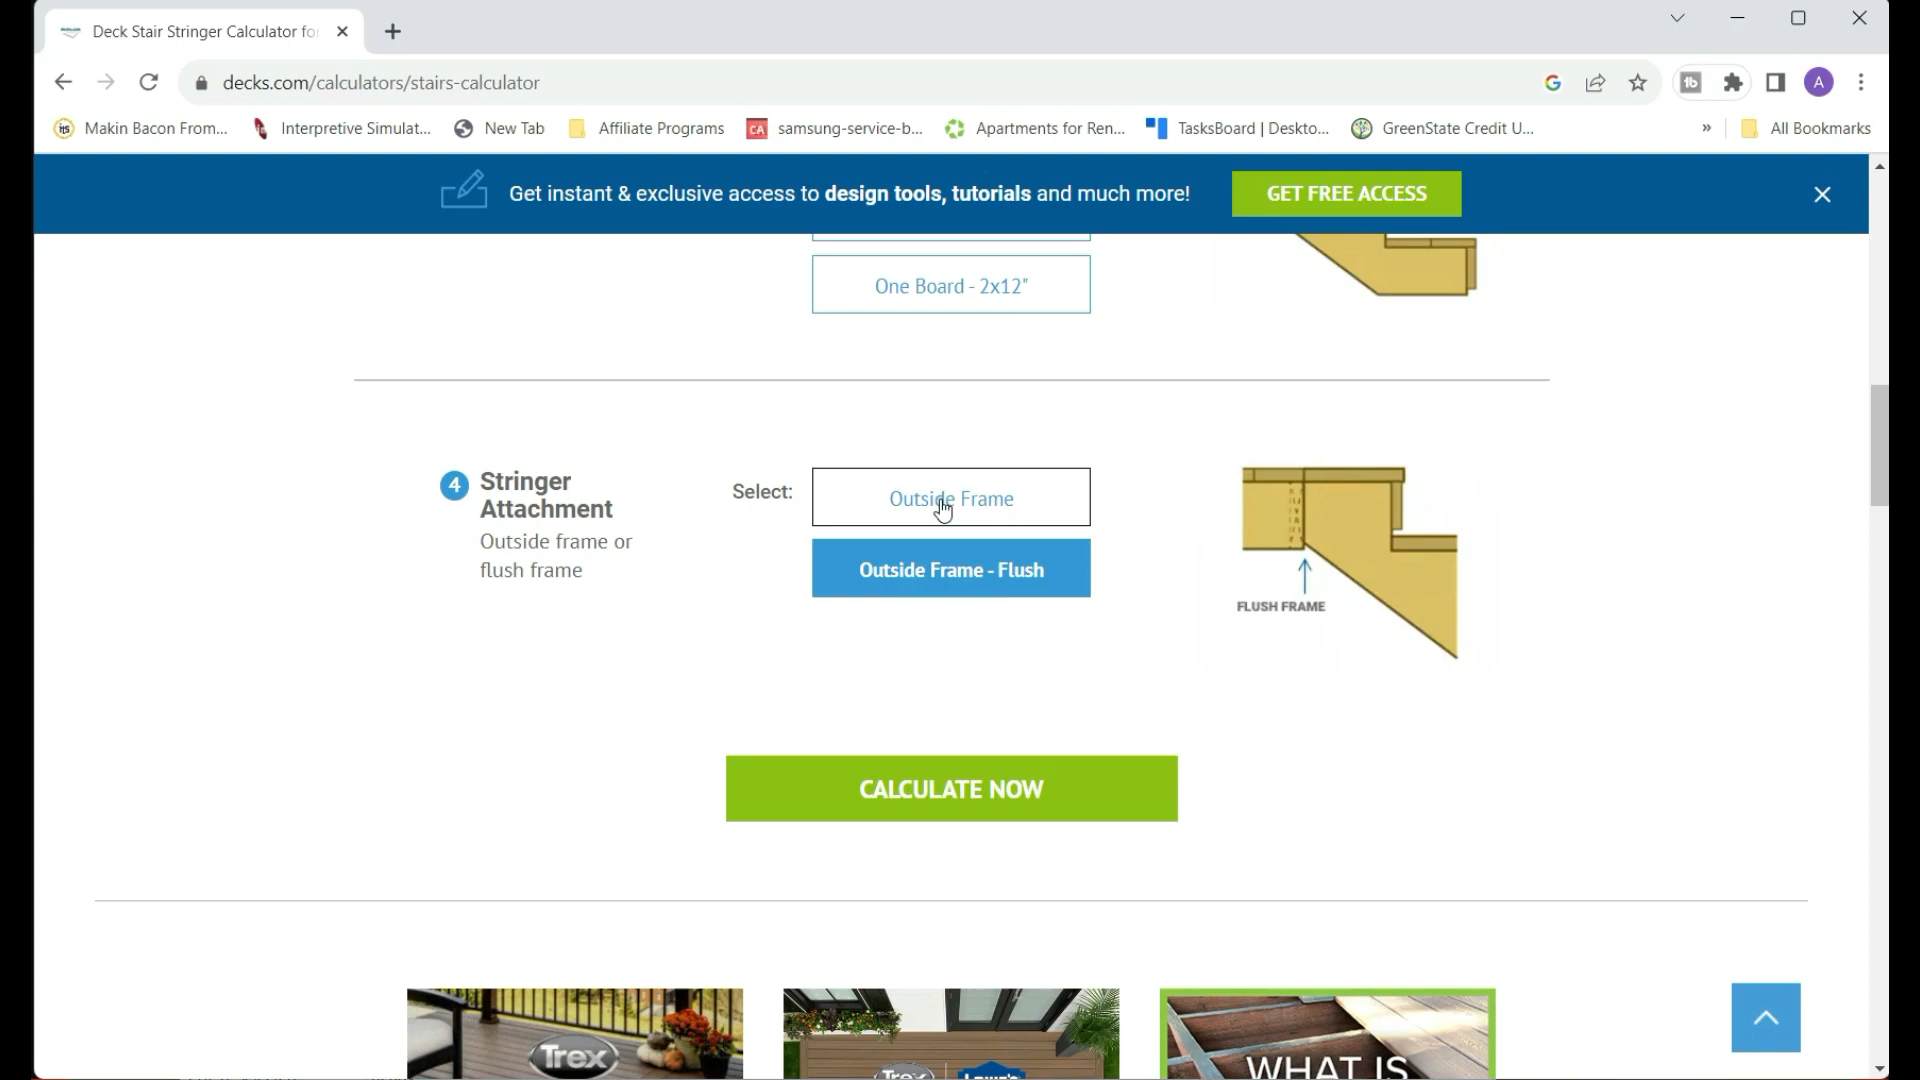 Deck Stair Stringer Calculator fo
decks.com/calculators/stairs-calculator
A
Makin Bacon From...
Interpretive Simulat...
New Tab
Affiliate Programs
CA
samsung-service-b...
Apartments for Ren...
TasksBoard | Deskto...
GreenState Credit U...
»
All Bookmarks
Get instant & exclusive access to design tools, tutorials and much more!
GET FREE ACCESS
One Board - 2x12"
4
Stringer
Attachment
Outside frame or
flush frame
Select:
Outside Frame
Outside Frame - Flush
FLUSH FRAME
CALCULATE NOW
Trex
Trex
Lowe's
WHAT IS